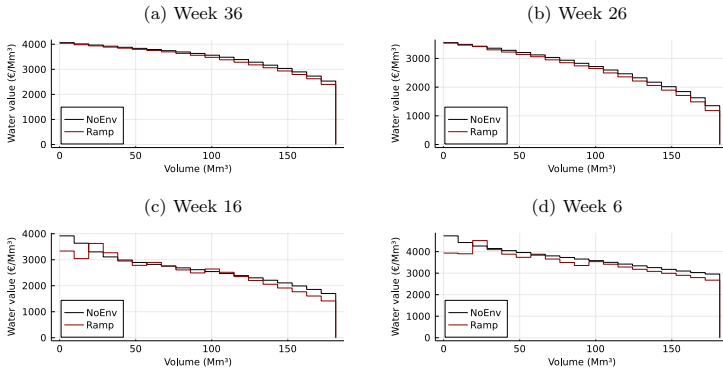 (a) Week 36
Water value (€/Mm³)
4000
3000
2000
1000
0
NoEnv
Ramp
0 50 100 150
Volume (Mm³)
(b) Week 26
Water value (€/Mm³)
3000
2000
1000
0
NoEnv
Ramp
0 50 100 150
Volume (Mm³)
(c) Week 16
Water value (€/Mm³)
4000
3000
2000
1000
0
NoEnv
Ramp
0 50 100 150
Volume (Mm³)
(d) Week 6
Water value (€/Mm³)
4000
3000
2000
1000
0
NoEnv
Ramp
0 50 100 150
Volume (Mm³)